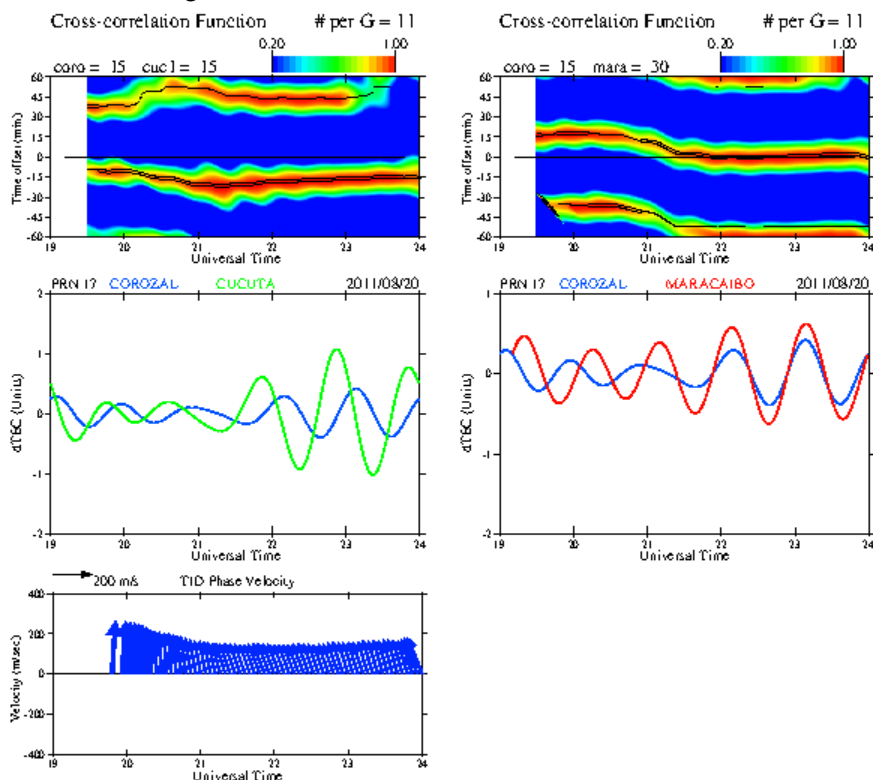 Cross-correlation Function # per G = 11
0.20 1.00
coro = 15 cuc1 = 15
60
45
30
15
0
-15
-30
-45
-60
Time offset (min.)
19 20 21 22 23 24
Universal Time
Cross-correlation Function # per G = 11
0.20 1.00
coro = 15 mara = 30
60
45
30
15
0
-15
-30
-45
-60
Time offset (min.)
19 20 21 22 23 24
Universal Time
PRN 17 COROZAL CUCUTA 2011/08/20
2
1
0
-1
-2
dTEC (Units)
19 20 21 22 23 24
Universal Time
PRN 17 COROZAL MARACAIBO 2011/08/20
1
0
-1
-2
dTEC (Units)
19 20 21 22 23 24
Universal Time
200 m/s TID Phase Velocity
400
200
0
-200
-400
Velocity (m/sec)
19 20 21 22 23 24
Universal Time